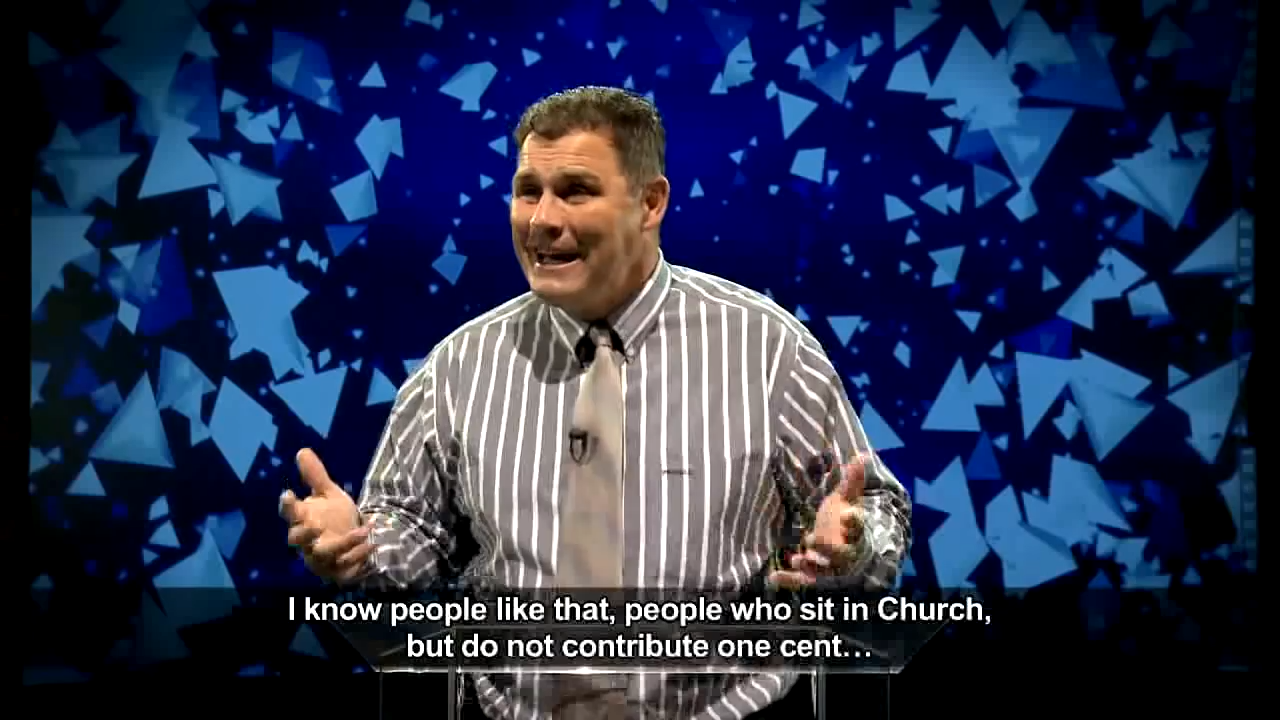 I know people like that, people who sit in Church,
but do not contribute one cent...